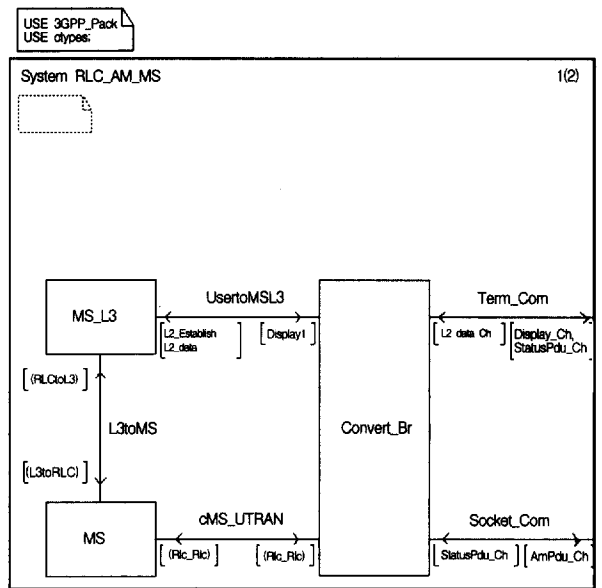 USE 3GPP_Pack
USE ctypes;
System RLC_AM_MS
1(2)
UsertoMSL3
Term_Com
MS_L3
L2_Establish
L2_data
Display1
L2 data Ch
Display_Ch,
StatusPdu_Ch
(RLCtoL3)
L3toMS
Convert_Br
(L3toRLC)
cMS_UTRAN
Socket_Com
MS
(Rlc_Rlc)
(Rlc_Rlc)
StatusPdu_Ch
AmPdu_Ch